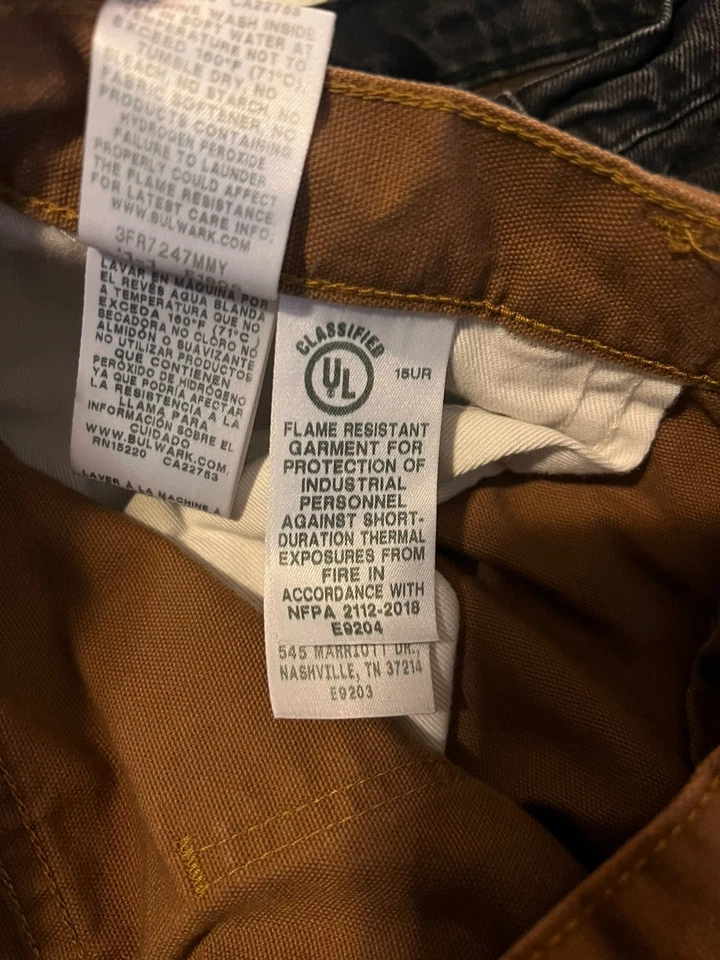 CA22753
WASH INSIDE
SOFT WATER AT
TEMPERATURE NOT TO
EXCEED 160°F (71°C).
TUMBLE DRY, NO
BLEACH, NO STARCH, NO
FABRIC SOFTENER, NO
PRODUCTS CONTAINING
HYDROGEN PEROXIDE.
FAILURE TO LAUNDER
PROPERLY COULD AFFECT
THE FLAME RESISTANCE.
FOR LATEST CARE INFO.
WWW.BULWARK.COM
3FR7247MMY
LAVAR EN MAQUINA POR
EL REVÉS AQUA BLANDA
A TEMPERATURA QUE NO
EXCEDA 160°F (71°C)
SECADORA NO CLORO NO
ALMIDÓN O SUAVIZANTE
NO UTILIZAR PRODUCTOS
QUE CONTIENEN
PERÓXIDO DE HIDRÓGENO
YA QUE PODRIA AFECTAR
LA RESISTENCIA A LA
LLAMA PARA
INFORMACIÓN SOBRE EL
CUIDADO
WWW.BULWARK.COM,
RN15220 CA22753
LAVER À LA MACHINE À
CLASSIFIED
UL
15UR
FLAME RESISTANT
GARMENT FOR
PROTECTION OF
INDUSTRIAL
PERSONNEL
AGAINST SHORT-
DURATION THERMAL
EXPOSURES FROM
FIRE IN
ACCORDANCE WITH
NFPA 2112-2018
E9204
545 MARRIOTT DR.,
NASHVILLE, TN 37214
E9203